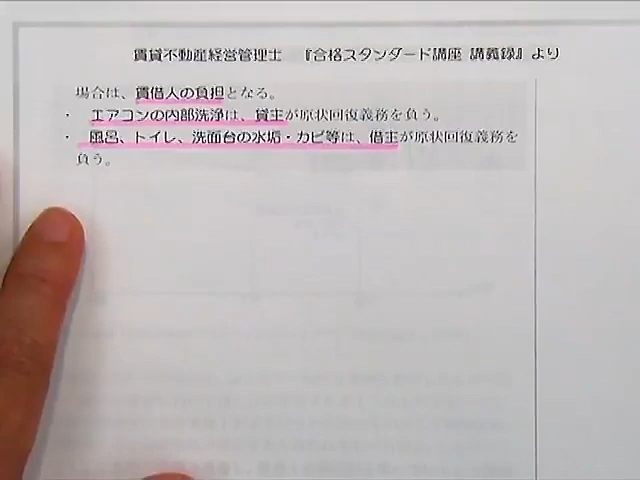 賃貸不動産経営管理士 『合格スタンダード講座 講義録』より
場合は、賃借人の負担となる。
・ エアコンの内部洗浄は、貸主が原状回復義務を負う。
・ 風呂、トイレ、洗面台の水垢・カビ等は、借主が原状回復義務を
負う。